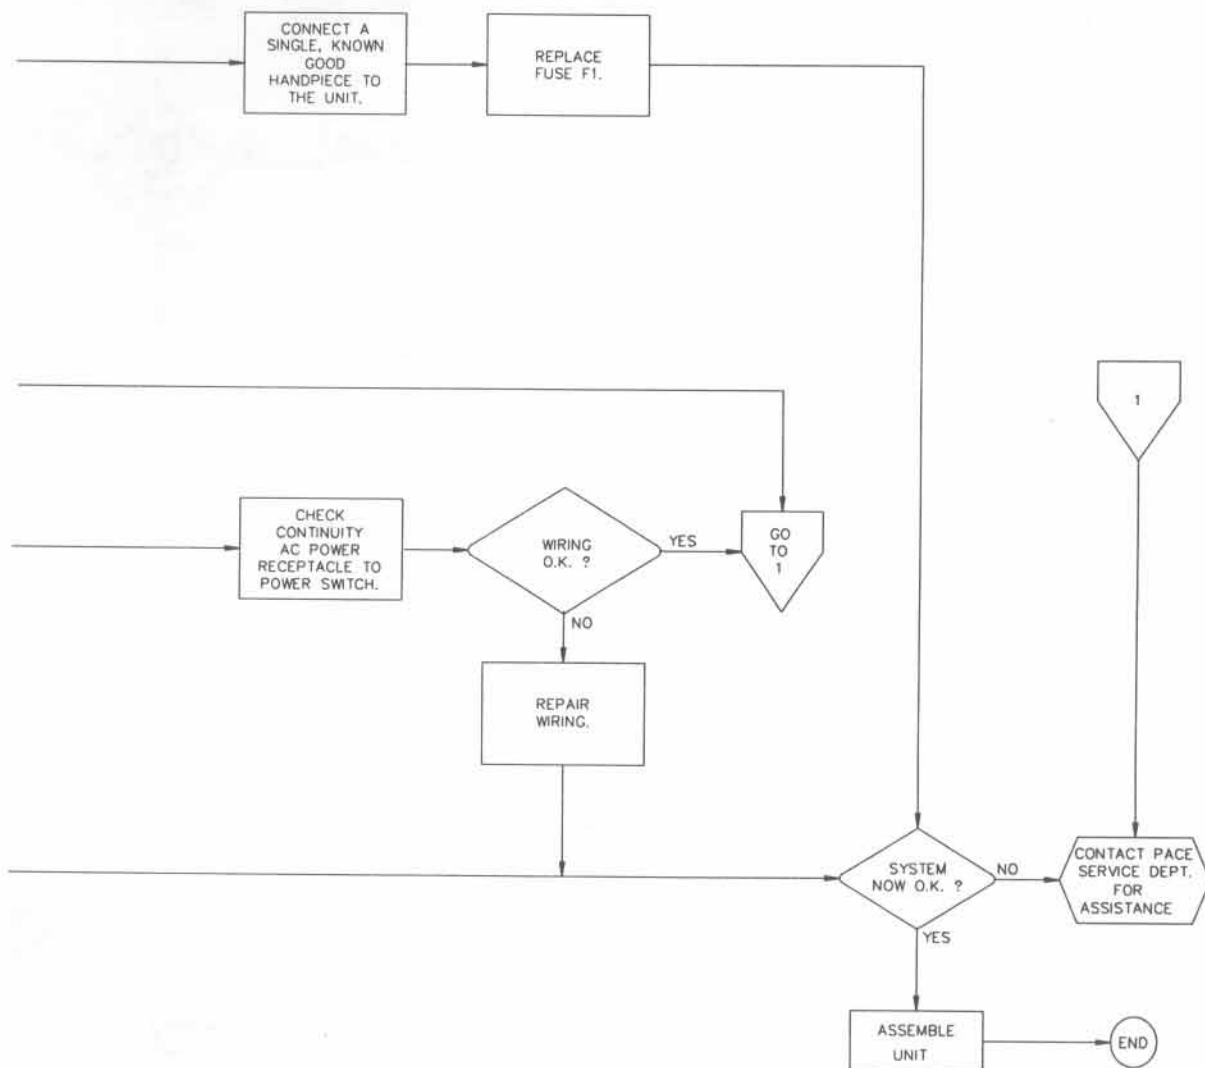 CONNECT A
SINGLE, KNOWN
GOOD
HANDPIECE TO
THE UNIT.
REPLACE
FUSE F1.
1
CHECK
CONTINUITY
AC POWER
RECEPTACLE TO
POWER SWITCH.
WIRING
O.K. ?
YES
GO
TO
1
NO
REPAIR
WIRING.
SYSTEM
NOW O.K. ?
NO
CONTACT PACE
SERVICE DEPT.
FOR
ASSISTANCE
YES
ASSEMBLE
UNIT
END